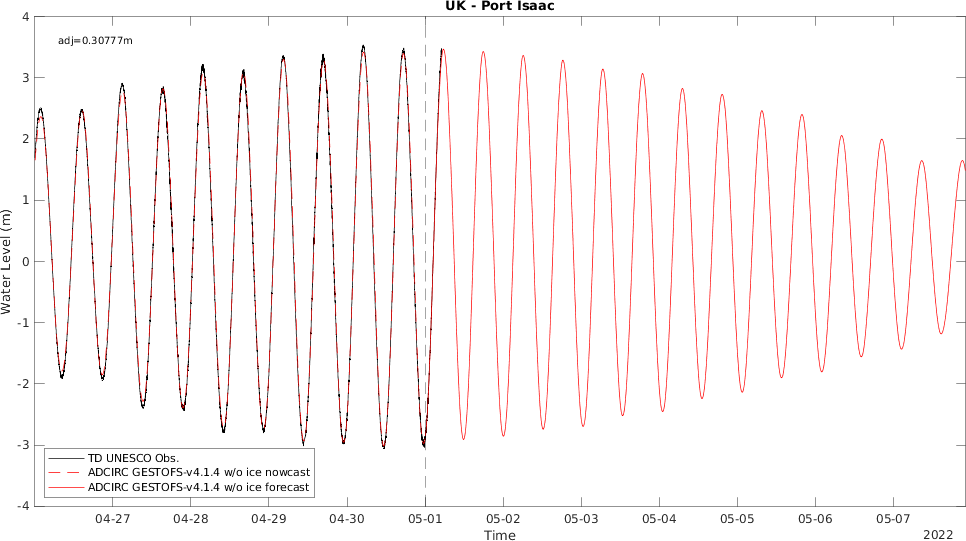 UK - Port Isaac
adj=0.30777m
4
3
2
1
0
-1
-2
-3
-4
Water Level (m)
TD UNESCO Obs.
ADCIRC GESTOFS-v4.1.4 w/o ice nowcast
ADCIRC GESTOFS-v4.1.4 w/o ice forecast
04-27 04-28 04-29 04-30 05-01 05-02 05-03 05-04 05-05 05-06 05-07
Time
2022